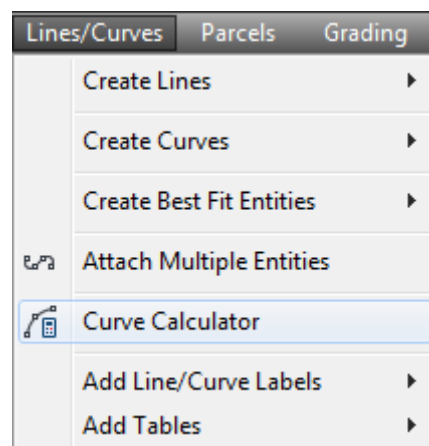 Lines/Curves Parcels Grading
Create Lines
Create Curves
Create Best Fit Entities
Attach Multiple Entities
Curve Calculator
Add Line/Curve Labels
Add Tables